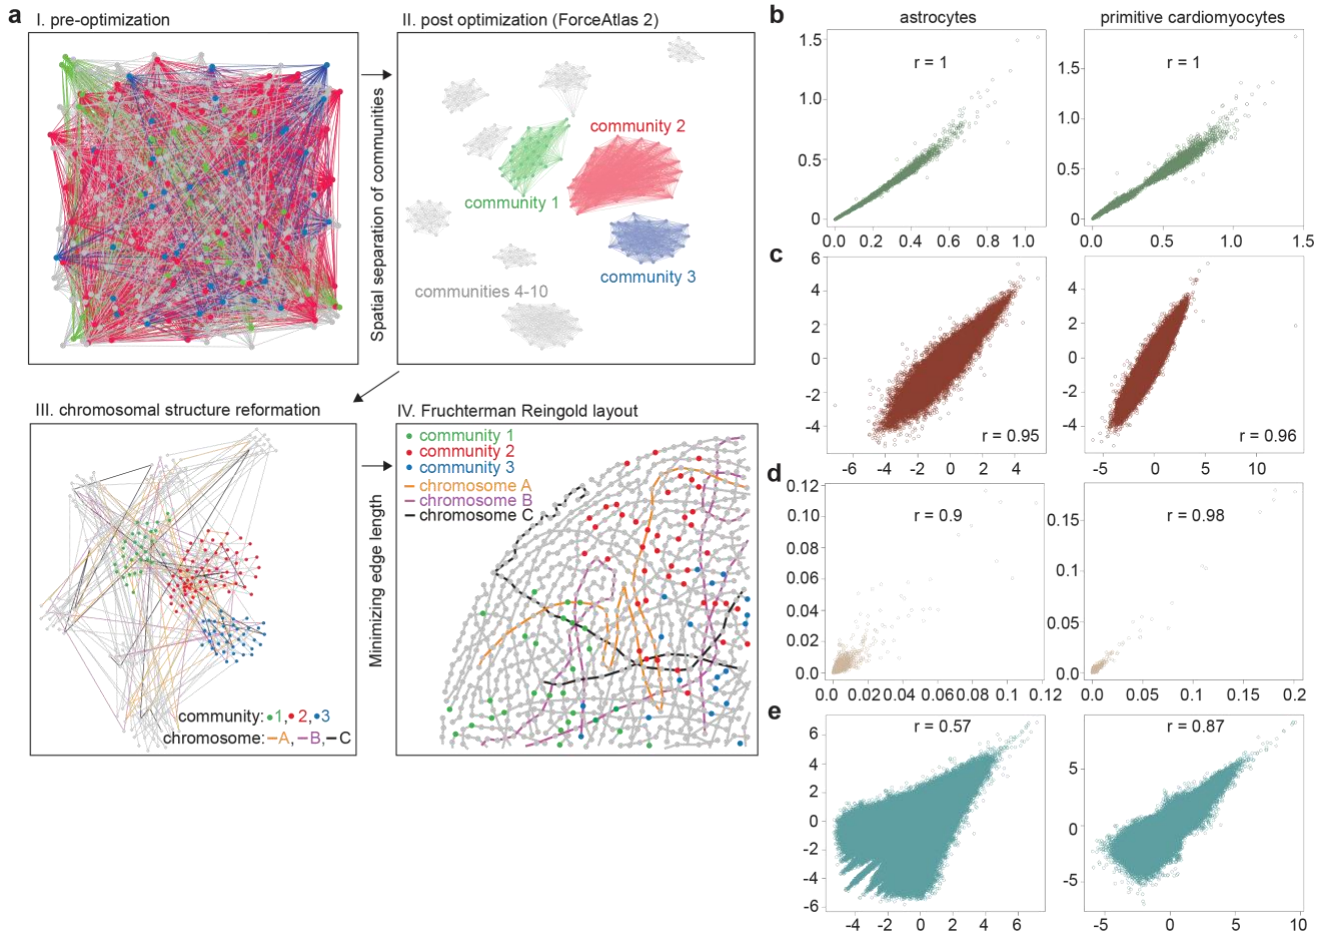 a
I. pre-optimization
II. post optimization (ForceAtlas 2)
Spatial separation of communities
community 2
community 1
community 3
communities 4-10
III. chromosomal structure reformation
community: 1, 2, 3
chromosome: A, B, C
Minimizing edge length
IV. Fruchterman Reingold layout
community 1
community 2
community 3
chromosome A
chromosome B
chromosome C
b
astrocytes
primitive cardiomyocytes
r = 1
1.5
1.0
0.5
0
0.0 0.2 0.4 0.6 0.8 1.0
r = 1
1.5
1.0
0.5
0
0.0 0.5 1.0 1.5
c
6
4
2
0
-2
-4
r = 0.95
-6 -4 -2 0 2 4
4
2
0
-2
-4
r = 0.96
-5 0 5 10
d
0.12
0.10
0.08
0.06
0.04
0.02
0.0
r = 0.9
0.0 0.02 0.04 0.06 0.08 0.1 0.12
0.15
0.1
0.05
0.0
r = 0.98
0.0 0.05 0.1 0.15 0.2
e
6
4
2
0
-2
-4
-6
r = 0.57
-4 -2 0 2 4 6
5
0
-5
r = 0.87
-5 0 5 10